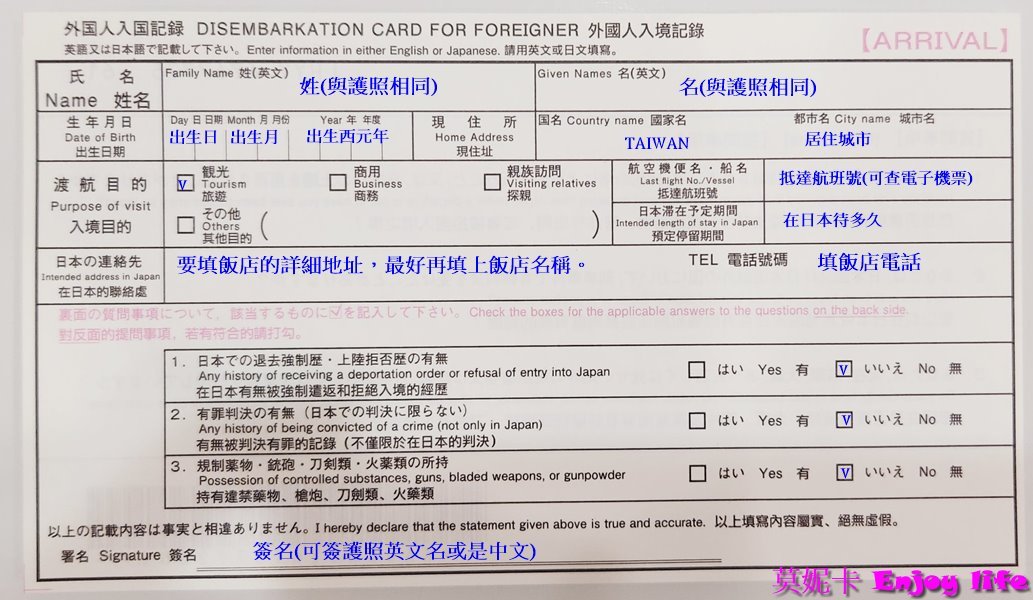 外国人入国記録 DISEMBARKATION CARD FOR FOREIGNER 外國人入境記錄
英語又は日本語で記載して下さい。Enter information in either English or Japanese. 請用英文或日文填寫。
【ARRIVAL】
氏 名
Name 姓名
Family Name 姓(英文)
姓(與護照相同)
Given Names 名(英文)
名(與護照相同)
生年月日
Date of Birth
出生日期
Day 日 日期 Month 月 月份 Year 年 年度
出生日 出生月 出生西元年
現住所
Home Address
現住址
国名 Country name 國家名
TAIWAN
都市名 City name 城市名
居住城市
渡航目的
Purpose of visit
入境目的
V 観光
Tourism
旅遊
商用
Business
商務
親族訪問
Visiting relatives
探親
その他
Others
其他目的
( )
航空機便名・船名
Last flight No./Vessel
抵達航班號
抵達航班號(可查電子機票)
日本滞在予定期間
Intended length of stay in Japan
預定停留期間
在日本待多久
日本の連絡先
Intended address in Japan
在日本的聯絡處
要填飯店的詳細地址，最好再填上飯店名稱。
TEL 電話號碼
填飯店電話
裏面の質問事項について、該当するものに☑を記入して下さい。Check the boxes for the applicable answers to the questions on the back side.
對反面的提問事項，若有符合的請打勾。
1. 日本での退去強制歴・上陸拒否歴の有無
Any history of receiving a deportation order or refusal of entry into Japan
在日本有無被強制遣返和拒絕入境的經歷
はい Yes 有 V いいえ No 無
2. 有罪判決の有無（日本での判決に限らない）
Any history of being convicted of a crime (not only in Japan)
有無被判決有罪的記錄（不僅限於在日本的判決）
はい Yes 有 V いいえ No 無
3. 規制薬物・銃砲・刀剣類・火薬類の所持
Possession of controlled substances, guns, bladed weapons, or gunpowder
持有違禁藥物、槍炮、刀劍類、火藥類
はい Yes 有 V いいえ No 無
以上の記載内容は事実と相違ありません。I hereby declare that the statement given above is true and accurate. 以上填寫內容屬實、絕無虛假。
署名 Signature 簽名
簽名(可簽護照英文名或是中文)
莫妮卡 Enjoy life